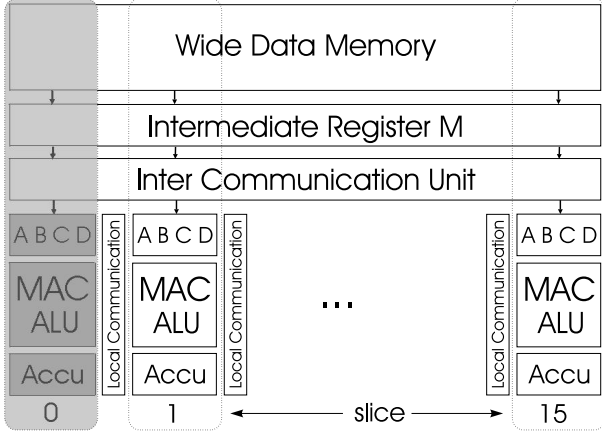 Wide Data Memory
Intermediate Register M
Inter Communication Unit
A B C D
MAC
ALU
Accu
0
Local Communication
A B C D
MAC
ALU
Accu
1
Local Communication
...
slice
Local Communication
A B C D
MAC
ALU
Accu
15